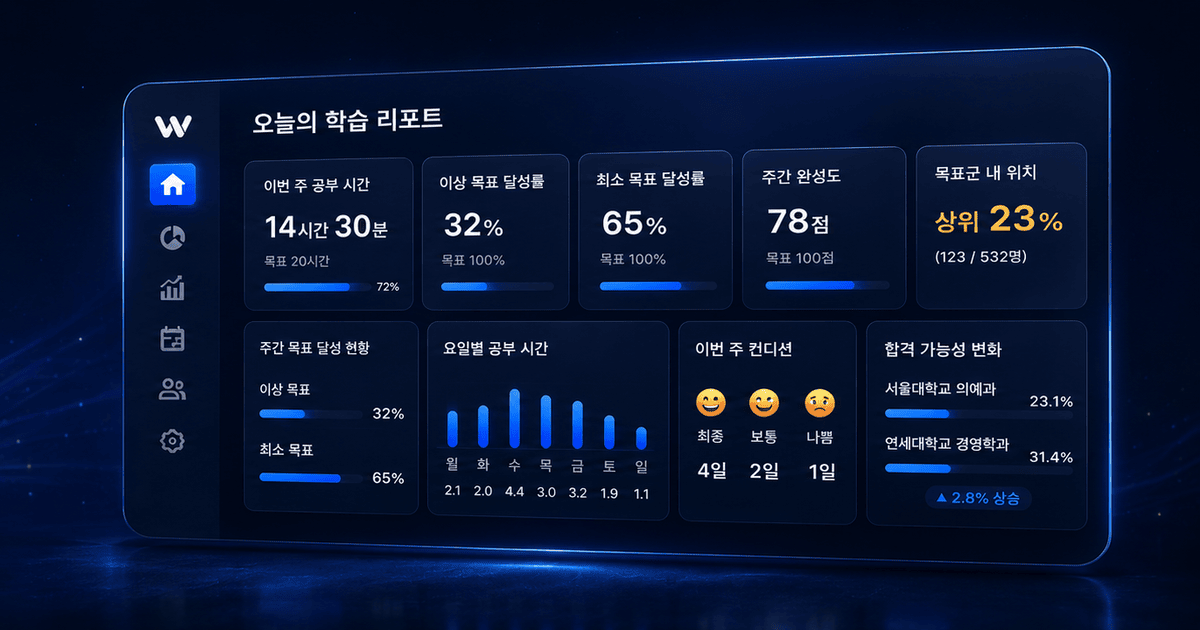 W
오늘의 학습 리포트
이번 주 공부 시간
14시간 30분
목표 20시간
72%
이상 목표 달성률
32%
목표 100%
최소 목표 달성률
65%
목표 100%
주간 완성도
78점
목표 100점
목표군 내 위치
상위 23%
(123 / 532명)
주간 목표 달성 현황
이상 목표
32%
최소 목표
65%
요일별 공부 시간
월 화 수 목 금 토 일
2.1 2.0 4.4 3.0 3.2 1.9 1.1
이번 주 컨디션
최종 보통 나쁨
4일 2일 1일
합격 가능성 변화
서울대학교 의예과
23.1%
연세대학교 경영학과
31.4%
▲ 2.8% 상승